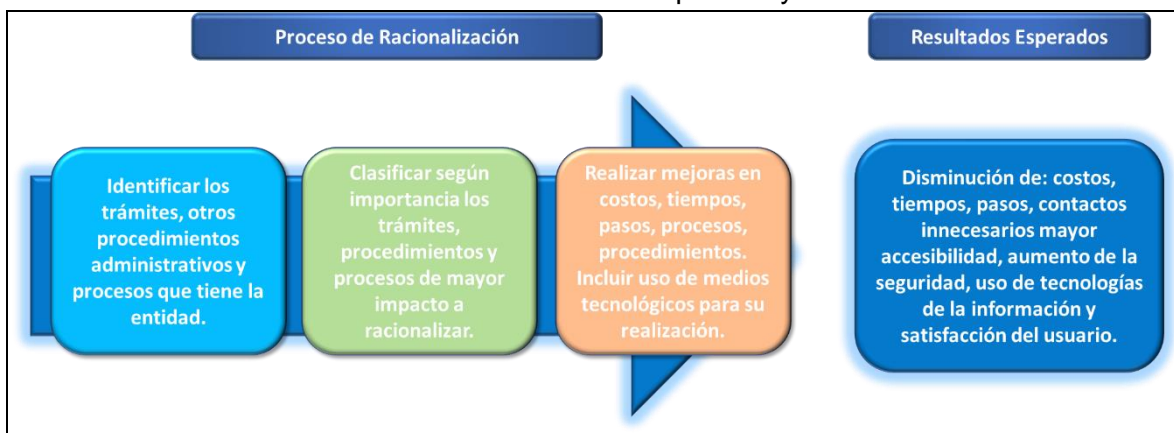 Proceso de Racionalización
Resultados Esperados
Identificar los
trámites, otros
procedimientos
administrativos y
procesos que tiene la
entidad.
Clasificar según
importancia los
trámites,
procedimientos y
procesos de mayor
impacto a
racionalizar.
Realizar mejoras en
costos, tiempos,
pasos, procesos,
procedimientos.
Incluir uso de medios
tecnológicos para su
realización.
Disminución de: costos,
tiempos, pasos, contactos
innecesarios mayor
accesibilidad, aumento de la
seguridad, uso de tecnologías
de la información y
satisfacción del usuario.